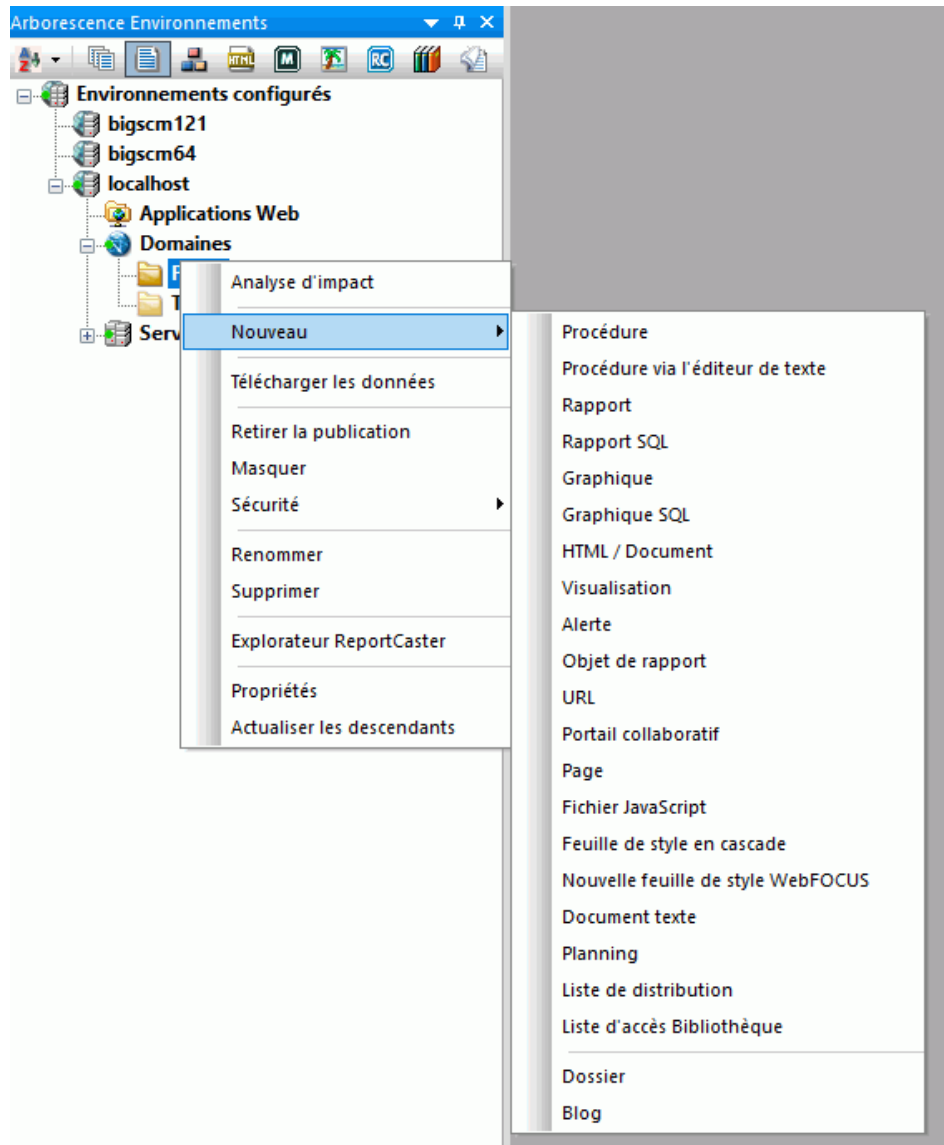 Arborescence Environnements
HTML
M
RC
Environnements configurés
bigscm121
bigscm64
localhost
Applications Web
Domaines
Serv
Analyse d'impact
Nouveau
Télécharger les données
Retirer la publication
Masquer
Sécurité
Renommer
Supprimer
Explorateur ReportCaster
Propriétés
Actualiser les descendants
Procédure
Procédure via l'éditeur de texte
Rapport
Rapport SQL
Graphique
Graphique SQL
HTML / Document
Visualisation
Alerte
Objet de rapport
URL
Portail collaboratif
Page
Fichier JavaScript
Feuille de style en cascade
Nouvelle feuille de style WebFOCUS
Document texte
Planning
Liste de distribution
Liste d'accès Bibliothèque
Dossier
Blog